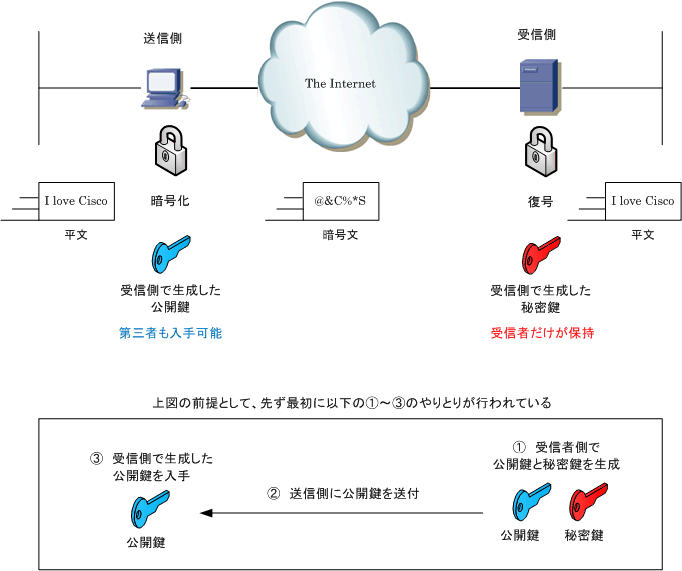 送信側
受信側
The Internet
I love Cisco
暗号化
@&C%*S
復号
I love Cisco
平文
暗号文
平文
受信側で生成した
公開鍵
受信側で生成した
秘密鍵
第三者も入手可能
受信者だけが保持
上図の前提として、先ず最初に以下の①~③のやりとりが行われている
① 受信者側で
公開鍵と秘密鍵を生成
③ 受信側で生成した
公開鍵を入手
② 送信側に公開鍵を送付
公開鍵
公開鍵
秘密鍵